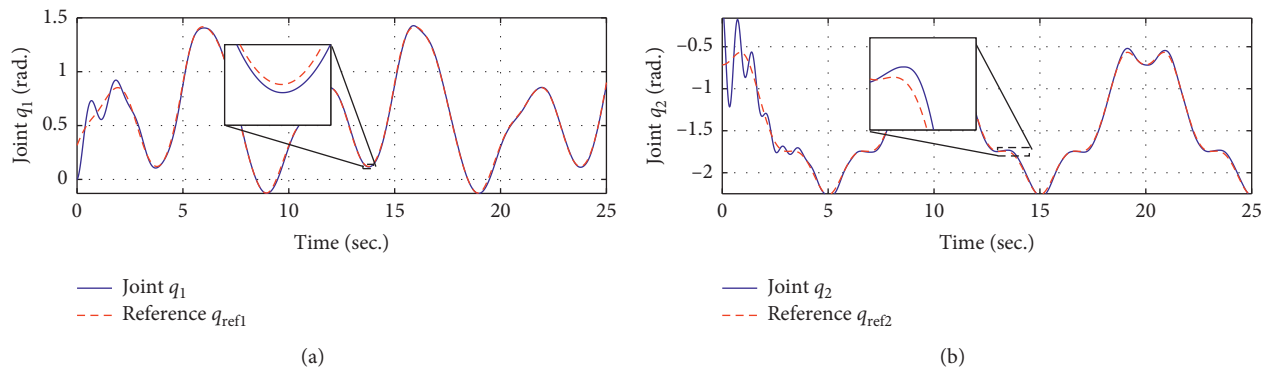 Joint q1 (rad.)
1.5
1
0.5
0
0 5 10 15 20 25
Time (sec.)
Joint q1
Reference qref1
(a)
Joint q2 (rad.)
−0.5
−1
−1.5
−2
0 5 10 15 20 25
Time (sec.)
Joint q2
Reference qref2
(b)